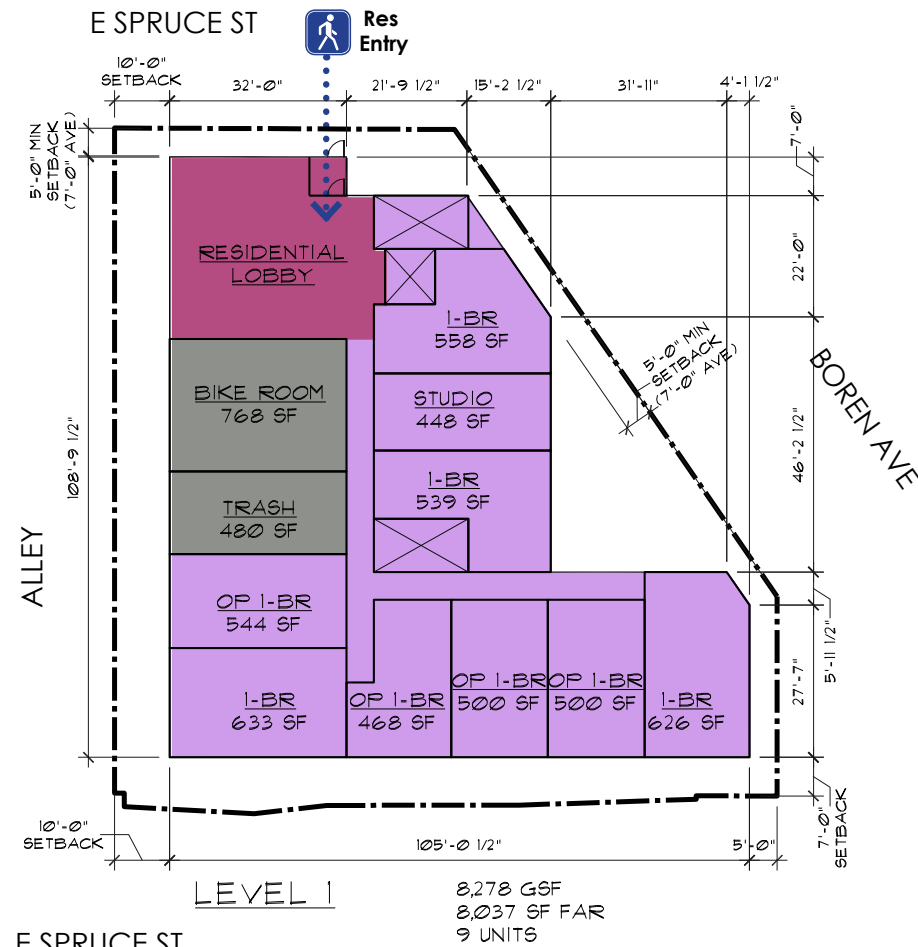 E SPRUCE ST
Res
Entry
10'-0"
SETBACK
32'-0"
21'-9 1/2"
15'-2 1/2"
31'-11"
4'-1 1/2"
5'-0" MIN
SETBACK
(7'-0" AVE)
7'-0"
RESIDENTIAL
LOBBY
22'-0"
1-BR
558 SF
5'-0" MIN
SETBACK
(7'-0" AVE)
BOREN AVE
BIKE ROOM
768 SF
STUDIO
448 SF
46'-2 1/2"
108'-9 1/2"
1-BR
539 SF
TRASH
480 SF
ALLEY
OP 1-BR
544 SF
5'-11 1/2"
27'-7"
1-BR
633 SF
OP 1-BR
468 SF
OP 1-BR
500 SF
OP 1-BR
500 SF
1-BR
626 SF
7'-0"
SETBACK
10'-0"
SETBACK
105'-0 1/2"
5'-0"
LEVEL 1
8,278 GSF
8,037 SF FAR
9 UNITS
E SPRUCE ST